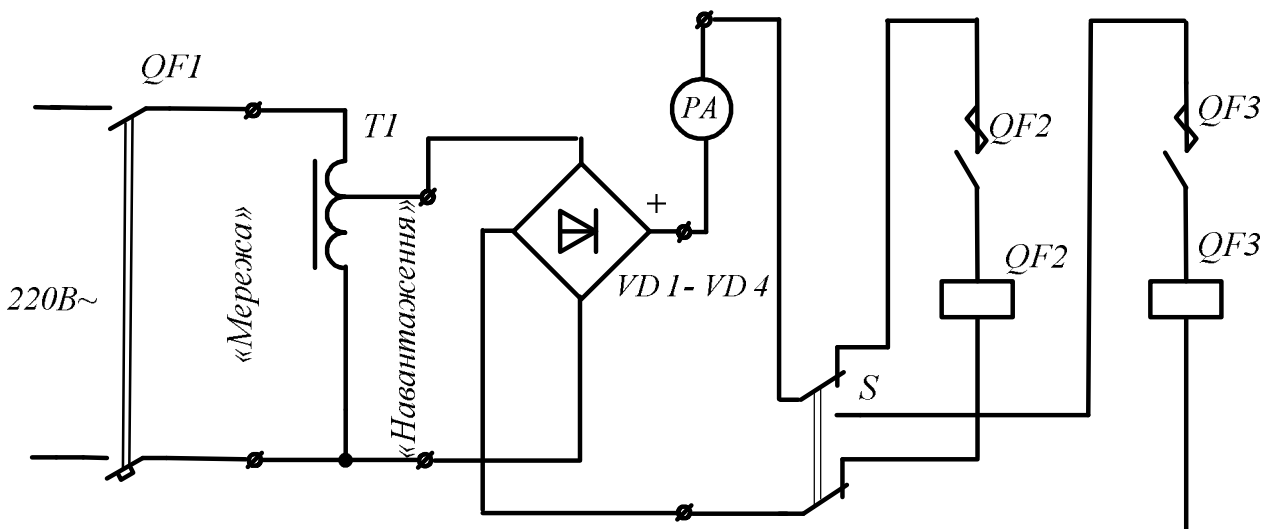 QF1
T1
PA
QF2
QF3
«Мережа»
«Навантаження»
+
220В~
VD 1- VD 4
QF2
QF3
S